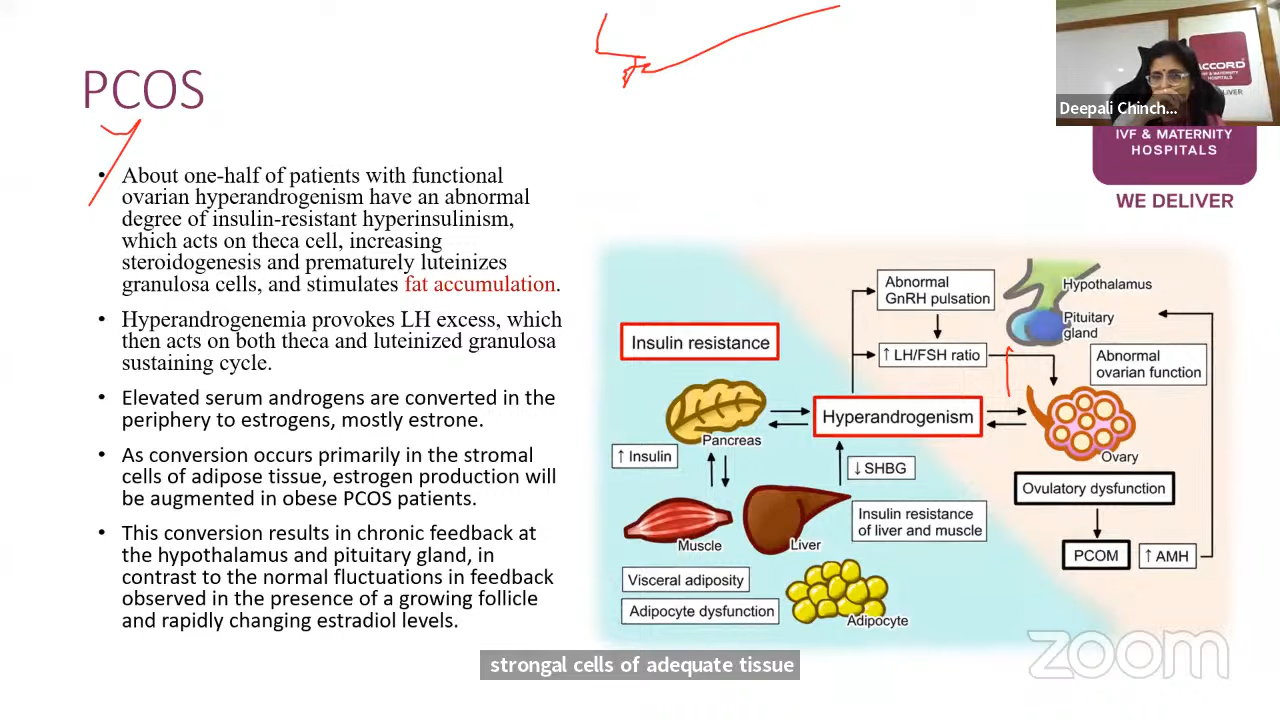 PCOS
• About one-half of patients with functional
ovarian hyperandrogenism have an abnormal
degree of insulin-resistant hyperinsulinism,
which acts on theca cell, increasing
steroidogenesis and prematurely luteinizes
granulosa cells, and stimulates fat accumulation.
• Hyperandrogenemia provokes LH excess, which
then acts on both theca and luteinized granulosa
sustaining cycle.
• Elevated serum androgens are converted in the
periphery to estrogens, mostly estrone.
• As conversion occurs primarily in the stromal
cells of adipose tissue, estrogen production will
be augmented in obese PCOS patients.
• This conversion results in chronic feedback at
the hypothalamus and pituitary gland, in
contrast to the normal fluctuations in feedback
observed in the presence of a growing follicle
and rapidly changing estradiol levels.
ACCORD
IVF & MATERNITY
HOSPITALS
DELIVER
Deepali Chinch...
IVF & MATERNITY
HOSPITALS
WE DELIVER
Insulin resistance
Abnormal
GnRH pulsation
↑ LH/FSH ratio
Hypothalamus
Pituitary
gland
Abnormal
ovarian function
Hyperandrogenism
Pancreas
↑ Insulin
↓ SHBG
Ovary
Ovulatory dysfunction
Insulin resistance
of liver and muscle
Muscle
Liver
PCOM
↑ AMH
Visceral adiposity
Adipocyte dysfunction
Adipocyte
zoom
strongal cells of adequate tissue